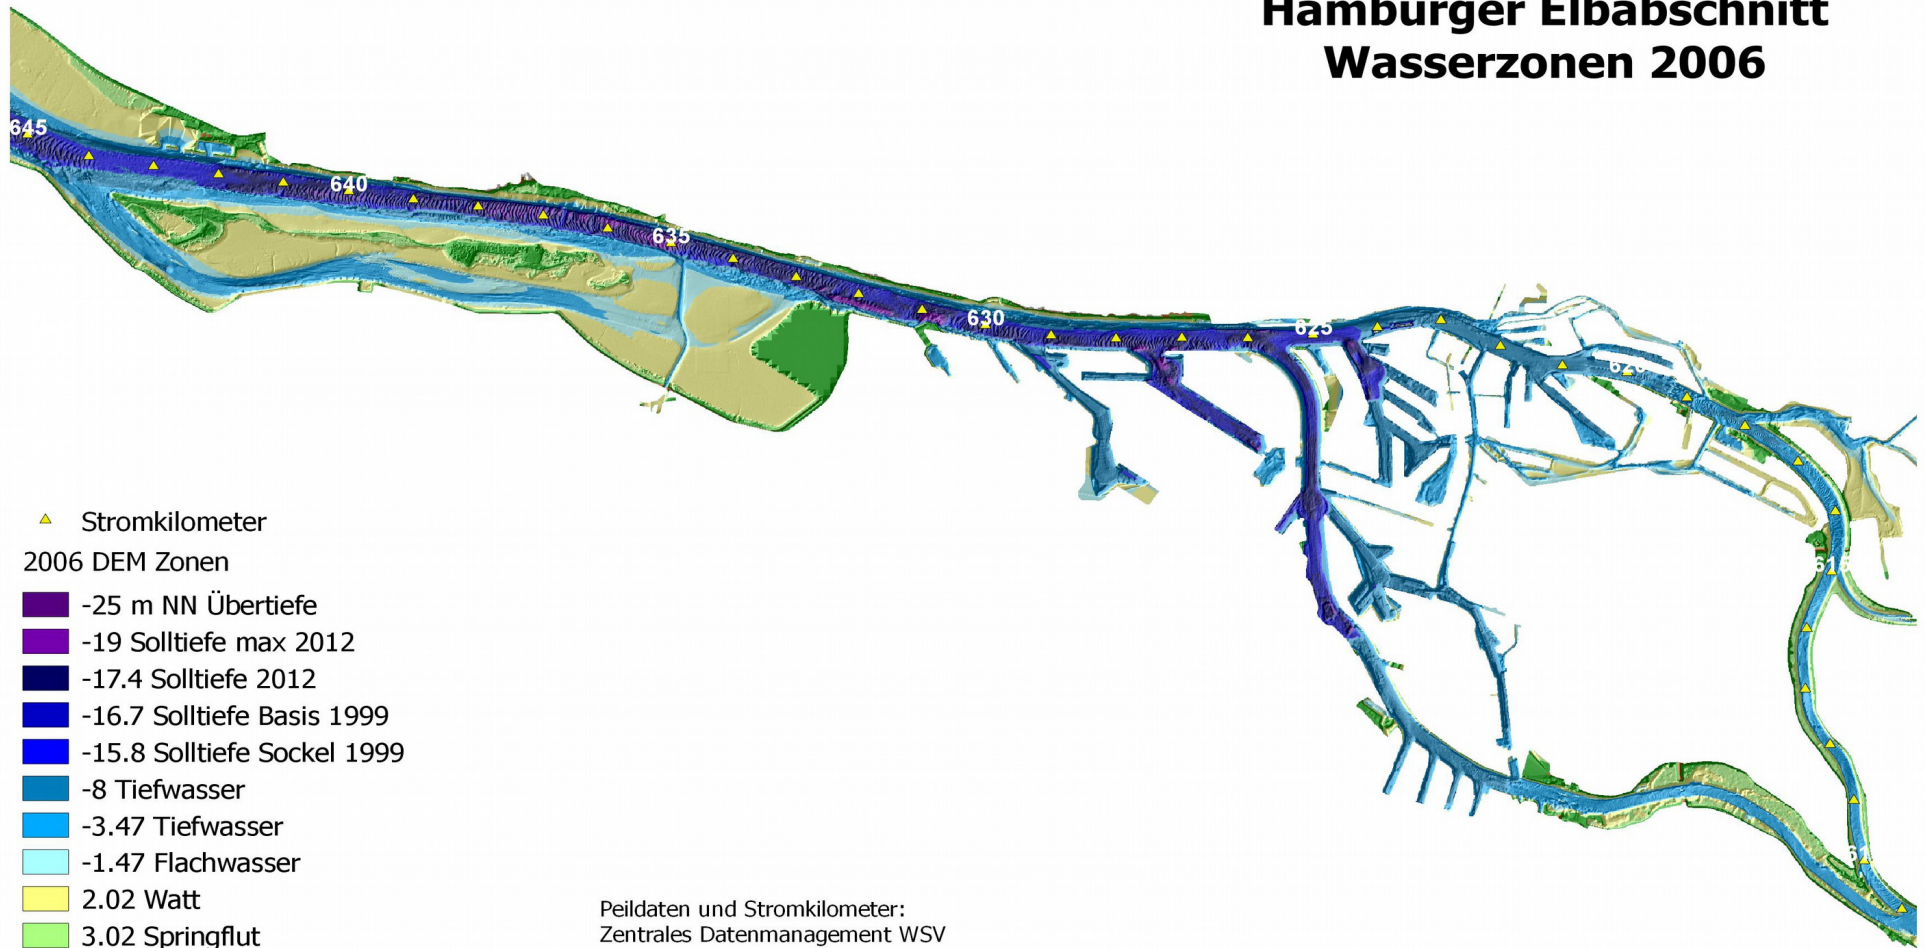 Hamburger Elbabschnitt
Wasserzonen 2006
645
640
635
630
625
620
Stromkilometer
2006 DEM Zonen
-25 m NN Übertiefe
-19 Solltiefe max 2012
-17.4 Solltiefe 2012
-16.7 Solltiefe Basis 1999
-15.8 Solltiefe Sockel 1999
-8 Tiefwasser
-3.47 Tiefwasser
-1.47 Flachwasser
2.02 Watt
3.02 Springflut
Peildaten und Stromkilometer:
Zentrales Datenmanagement WSV